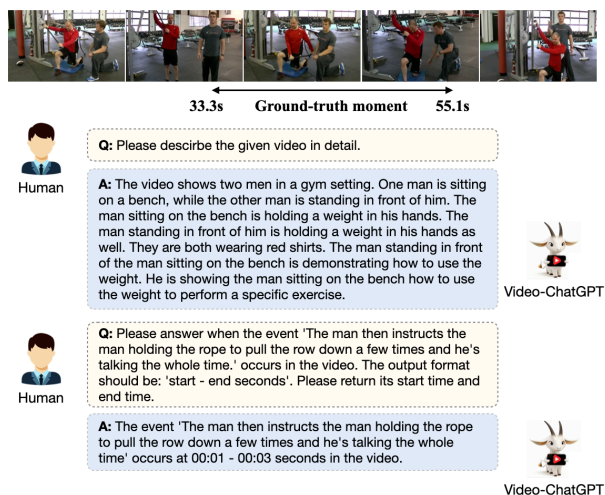 33.3s
Ground-truth moment
55.1s
Q: Please descirbe the given video in detail.
Human
A: The video shows two men in a gym setting. One man is sitting
on a bench, while the other man is standing in front of him. The
man sitting on the bench is holding a weight in his hands. The
man standing in front of him is holding a weight in his hands as
well. They are both wearing red shirts. The man standing in front
of the man sitting on the bench is demonstrating how to use the
weight. He is showing the man sitting on the bench how to use
the weight to perform a specific exercise.
Video-ChatGPT
Q: Please answer when the event 'The man then instructs the
man holding the rope to pull the row down a few times and he's
talking the whole time.' occurs in the video. The output format
should be: 'start - end seconds'. Please return its start time and
end time.
Human
A: The event 'The man then instructs the man holding the rope
to pull the row down a few times and he's talking the whole
time' occurs at 00:01 - 00:03 seconds in the video.
Video-ChatGPT